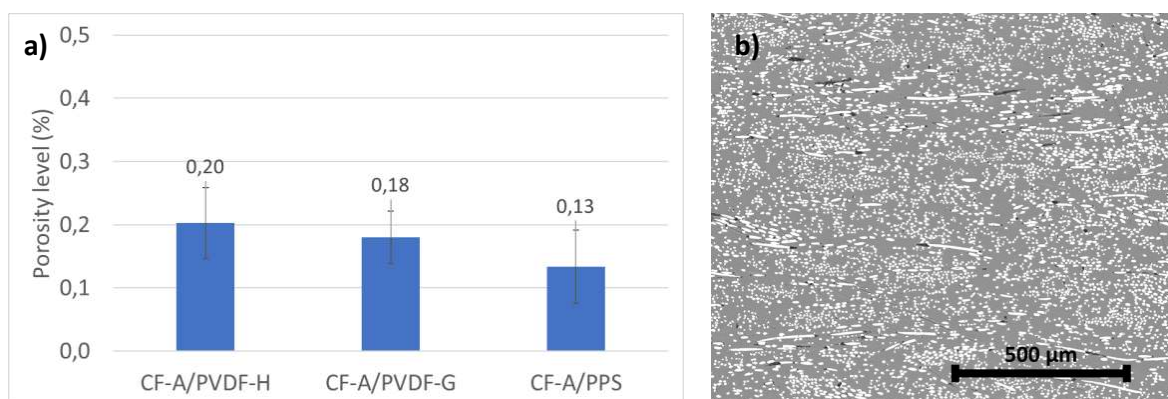 a)
Porosity level (%)
0,5
0,4
0,3
0,2
0,1
0,0
0,20
0,18
0,13
CF-A/PVDF-H
CF-A/PVDF-G
CF-A/PPS
b)
500 µm